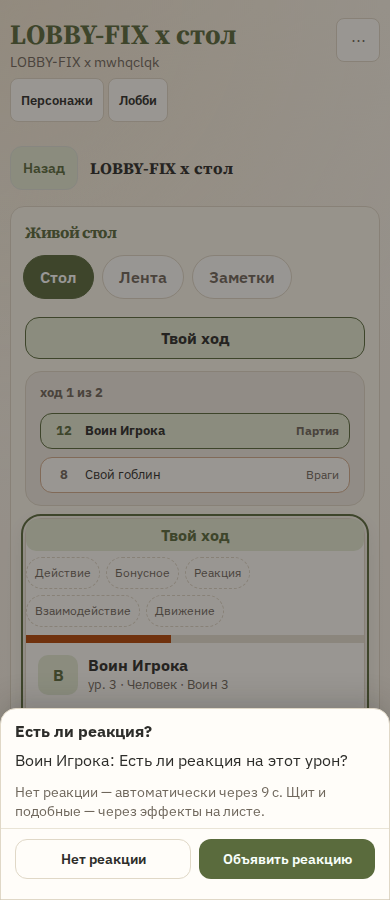 LOBBY-FIX x стол
LOBBY-FIX x mwhqclqk
...
Персонажи
Лобби
Назад
LOBBY-FIX x стол
Живой стол
Стол
Лента
Заметки
Твой ход
ход 1 из 2
12 Воин Игрока Партия
8 Свой гоблин Враги
Твой ход
Действие
Бонусное
Реакция
Взаимодействие
Движение
В
Воин Игрока
ур. 3 · Человек · Воин 3
Есть ли реакция?
Воин Игрока: Есть ли реакция на этот урон?
Нет реакции — автоматически через 9 с. Щит и
подобные — через эффекты на листе.
Нет реакции
Объявить реакцию